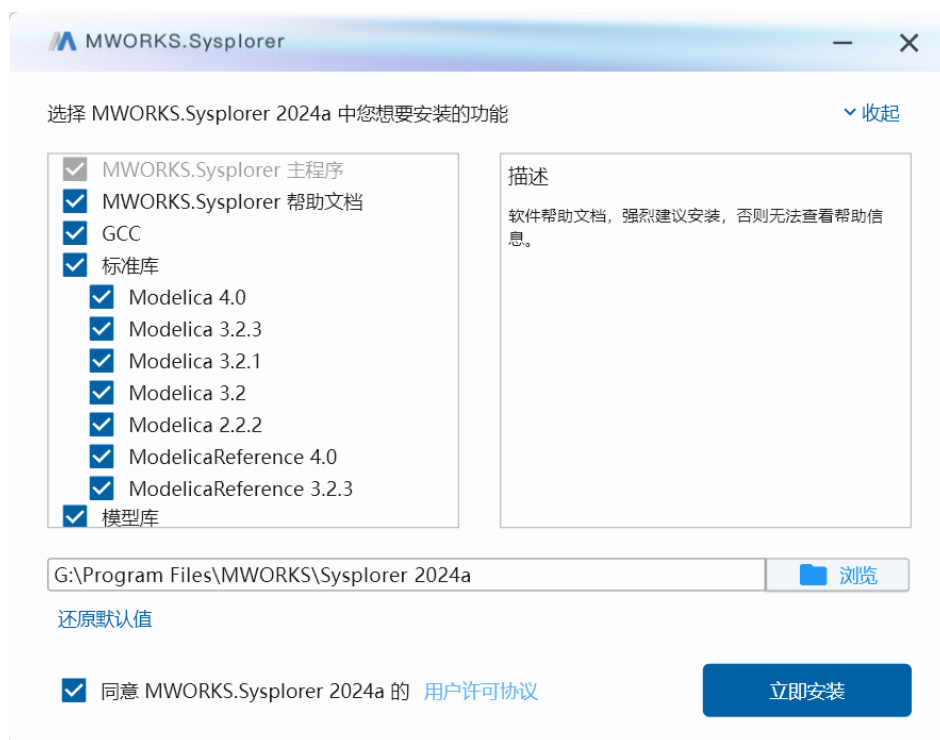 MWORKS.Sysplorer
选择 MWORKS.Sysplorer 2024a 中您想要安装的功能
收起
MWORKS.Sysplorer 主程序
MWORKS.Sysplorer 帮助文档
GCC
标准库
Modelica 4.0
Modelica 3.2.3
Modelica 3.2.1
Modelica 3.2
Modelica 2.2.2
ModelicaReference 4.0
ModelicaReference 3.2.3
模型库
描述
软件帮助文档，强烈建议安装，否则无法查看帮助信
息。
G:\Program Files\MWORKS\Sysplorer 2024a
浏览
还原默认值
同意 MWORKS.Sysplorer 2024a 的 用户许可协议
立即安装